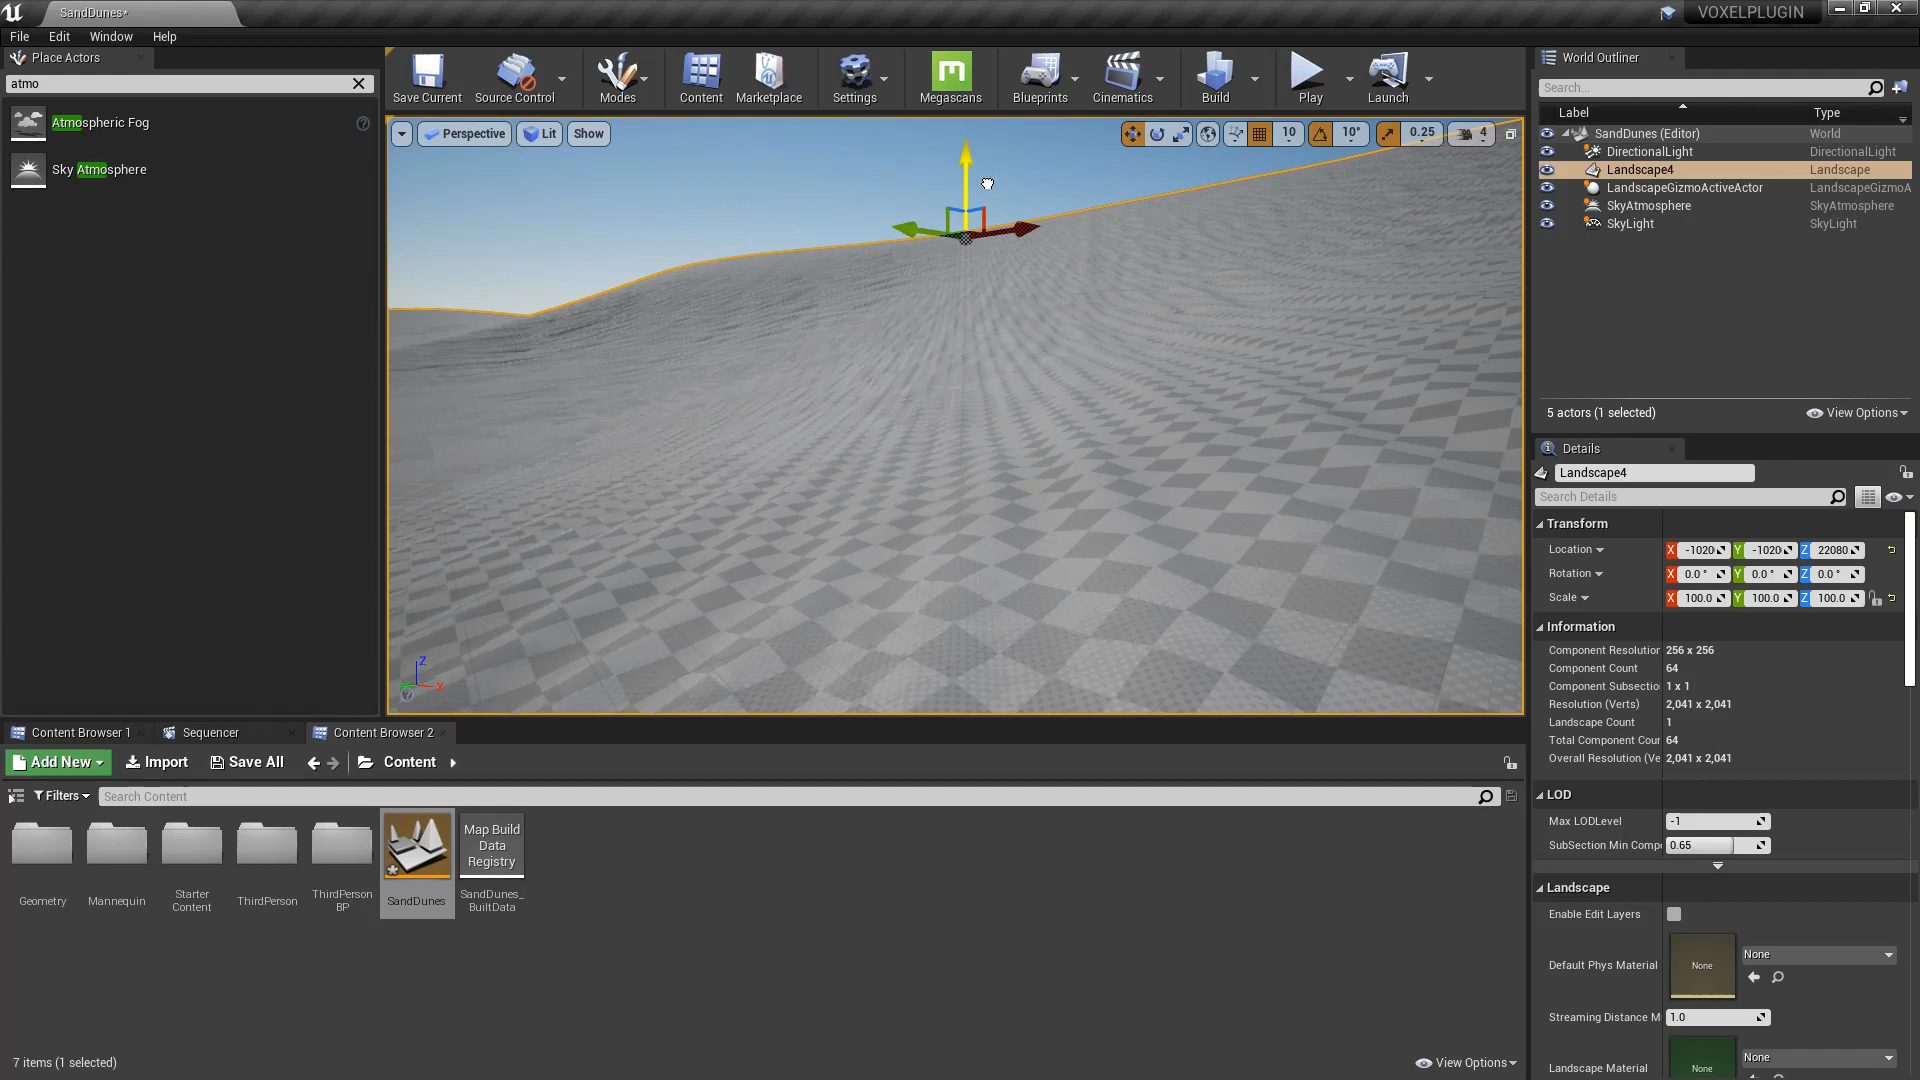 SandDunes*
VOXELPLUGIN
File Edit Window Help
Place Actors
atmo
Atmospheric Fog
Sky Atmosphere
Save Current
Source Control
Modes
Content
Marketplace
Settings
Megascans
Blueprints
Cinematics
Build
Play
Launch
Perspective
Lit
Show
10
10°
0.25
4
Z
X
World Outliner
Search...
Label Type
SandDunes (Editor) World
DirectionalLight DirectionalLight
Landscape4 Landscape
LandscapeGizmoActiveActor LandscapeGizmoA
SkyAtmosphere SkyAtmosphere
SkyLight SkyLight
5 actors (1 selected) View Options
Details
Landscape4
Search Details
Transform
Location X -1020 Y -1020 Z 22080
Rotation X 0.0 ° Y 0.0 ° Z 0.0 °
Scale X 100.0 Y 100.0 Z 100.0
Information
Component Resolution 256 x 256
Component Count 64
Component Subsectio 1 x 1
Resolution (Verts) 2,041 x 2,041
Landscape Count 1
Total Component Cour 64
Overall Resolution (Ve 2,041 x 2,041
LOD
Max LODLevel -1
SubSection Min Comp 0.65
Landscape
Enable Edit Layers
Default Phys Material None None
Streaming Distance M 1.0
Landscape Material None None
Content Browser 1
Sequencer
Content Browser 2
Add New
Import
Save All
Content
Filters
Search Content
Geometry
Mannequin
Starter
Content
ThirdPerson
ThirdPerson
BP
SandDunes
Map Build
Data
Registry
SandDunes_
BuiltData
7 items (1 selected)
View Options